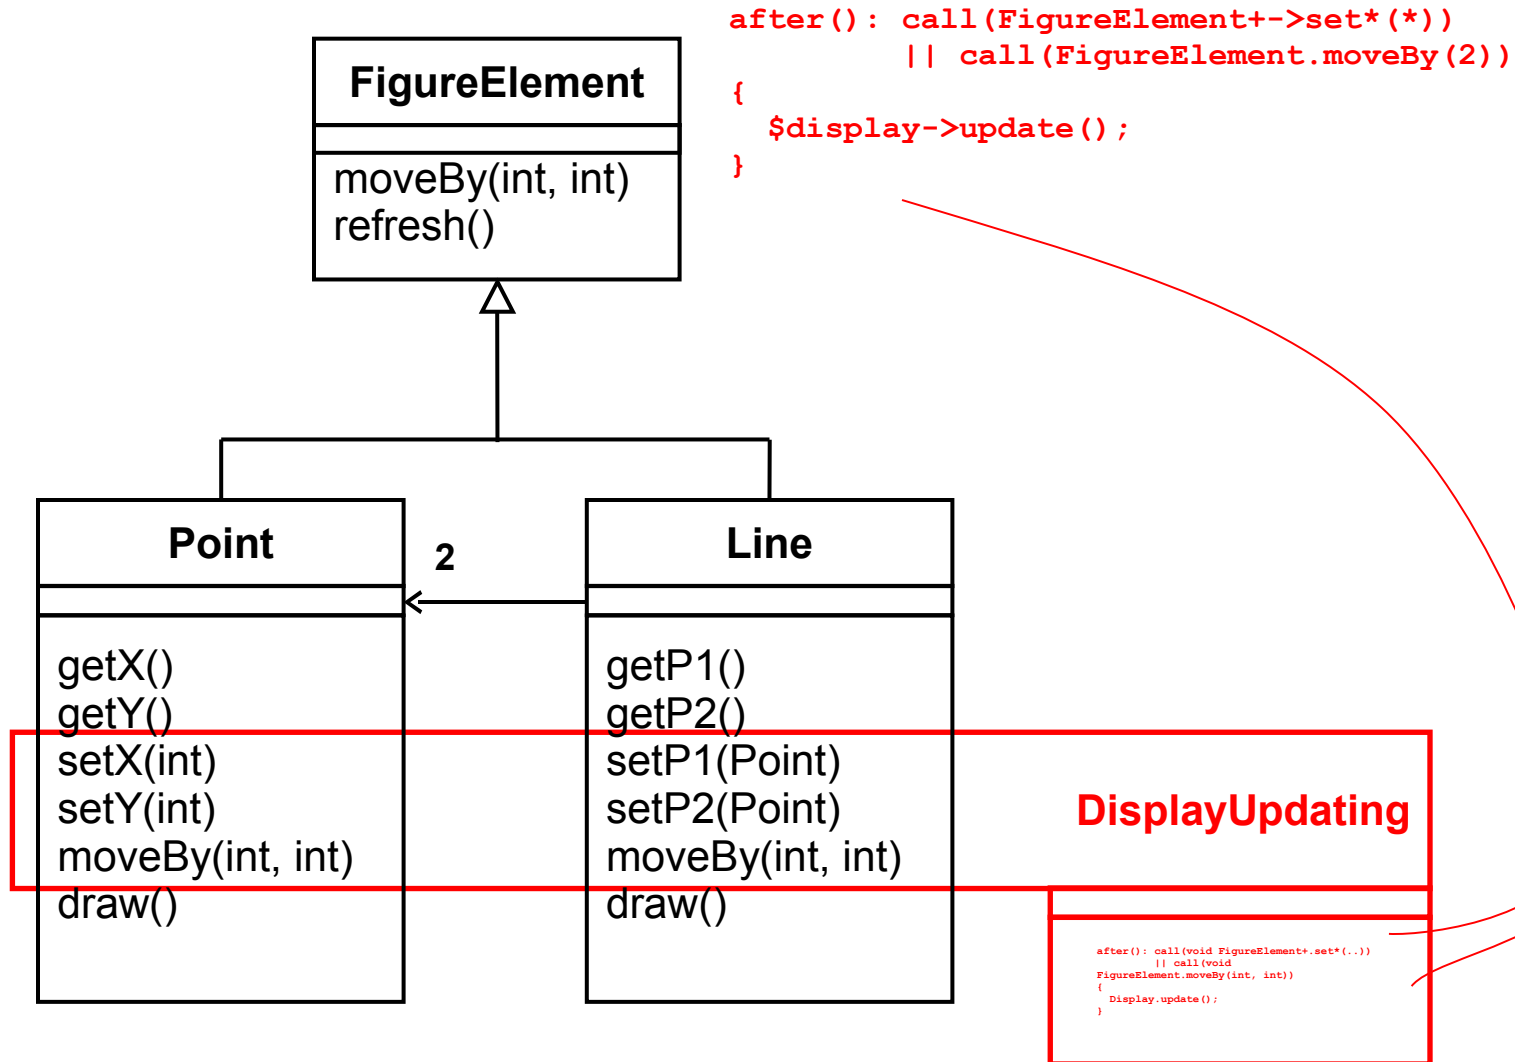 after(): call(FigureElement+->set*(*))
|| call(FigureElement.moveBy(2))
{
$display->update();
}
FigureElement
moveBy(int, int)
refresh()
Point
2
Line
getX()
getY()
setX(int)
setY(int)
moveBy(int, int)
draw()
getP1()
getP2()
setP1(Point)
setP2(Point)
moveBy(int, int)
draw()
DisplayUpdating
after(): call(void FigureElement+.set*(..))
|| call(void
FigureElement.moveBy(int, int))
{
Display.update();
}